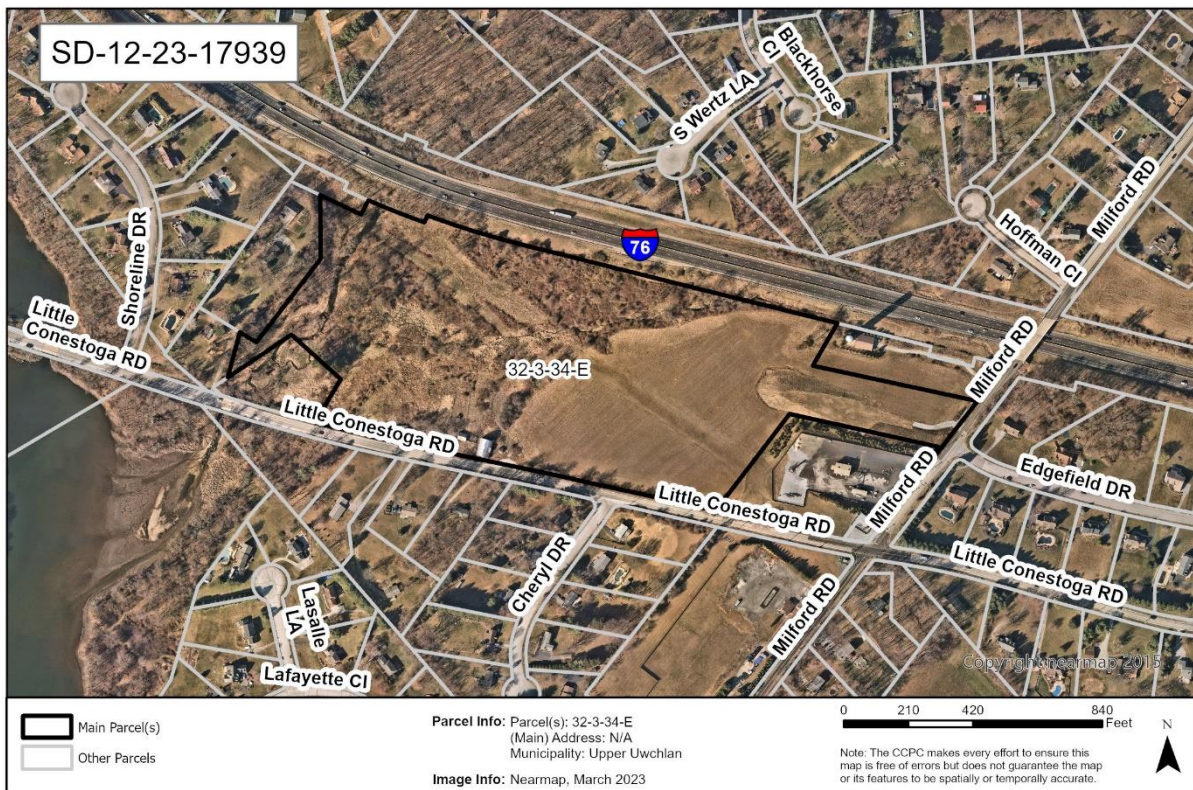 SD-12-23-17939
Blackhorse
Cl
S Wertz LA
Milford RD
Hoffman Cl
76
Shoreline DR
Little
Conestoga RD
32-3-34-E
Milford RD
Little Conestoga RD
Milford RD
Edgefield DR
Little Conestoga RD
Little Conestoga RD
Cheryl DR
Milford RD
Lasalle
LA
Lafayette Cl
Copyright nearmap 2015
Main Parcel(s)
Other Parcels
Parcel Info: Parcel(s): 32-3-34-E
(Main) Address: N/A
Municipality: Upper Uwchlan
Image Info: Nearmap, March 2023
0 210 420 840
Feet
N
Note: The CCPC makes every effort to ensure this
map is free of errors but does not guarantee the map
or its features to be spatially or temporally accurate.